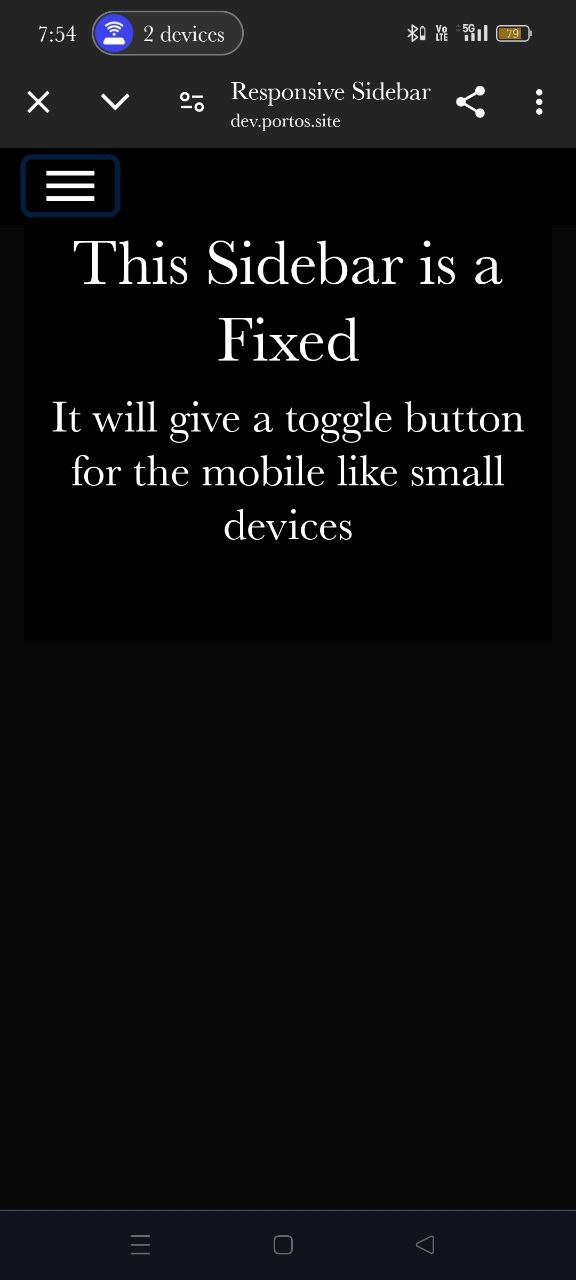 7:54 2 devices Vo LTE 5G 79
Responsive Sidebar
dev.portos.site
This Sidebar is a
Fixed
It will give a toggle button
for the mobile like small
devices